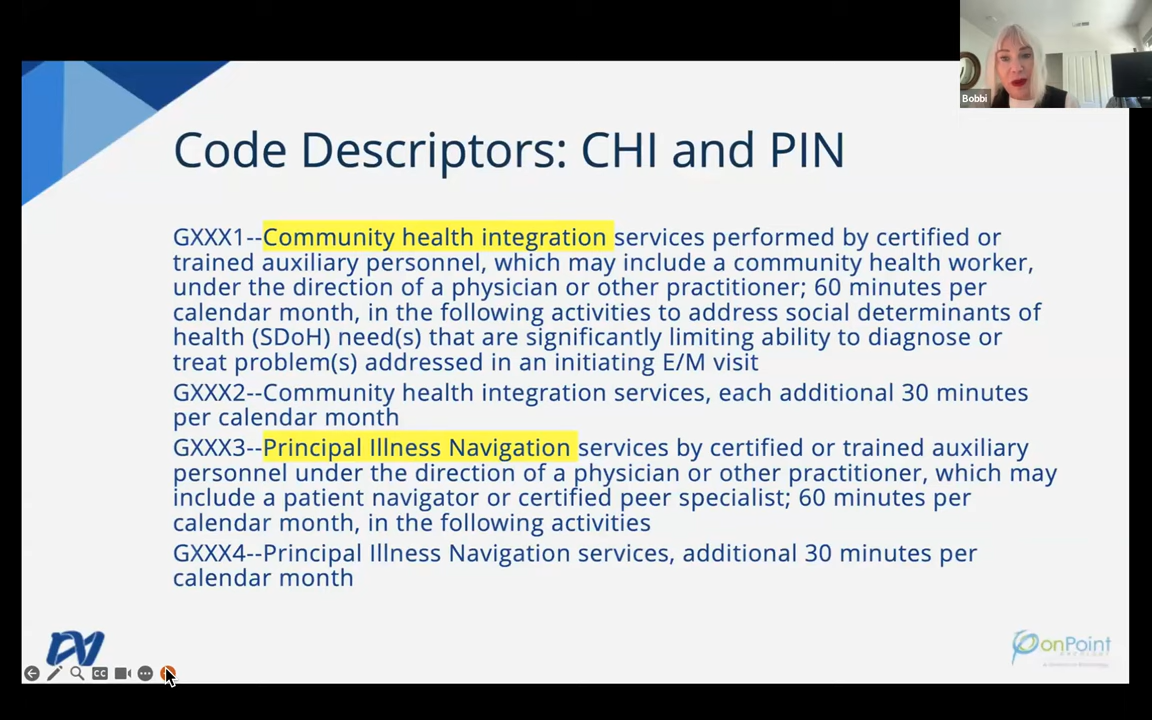 Bobbi
Code Descriptors: CHI and PIN
GXXX1--Community health integration services performed by certified or
trained auxiliary personnel, which may include a community health worker,
under the direction of a physician or other practitioner; 60 minutes per
calendar month, in the following activities to address social determinants of
health (SDoH) need(s) that are significantly limiting ability to diagnose or
treat problem(s) addressed in an initiating E/M visit
GXXX2--Community health integration services, each additional 30 minutes
per calendar month
GXXX3--Principal Illness Navigation services by certified or trained auxiliary
personnel under the direction of a physician or other practitioner, which may
include a patient navigator or certified peer specialist; 60 minutes per
calendar month, in the following activities
GXXX4--Principal Illness Navigation services, additional 30 minutes per
calendar month
onPoint
CC